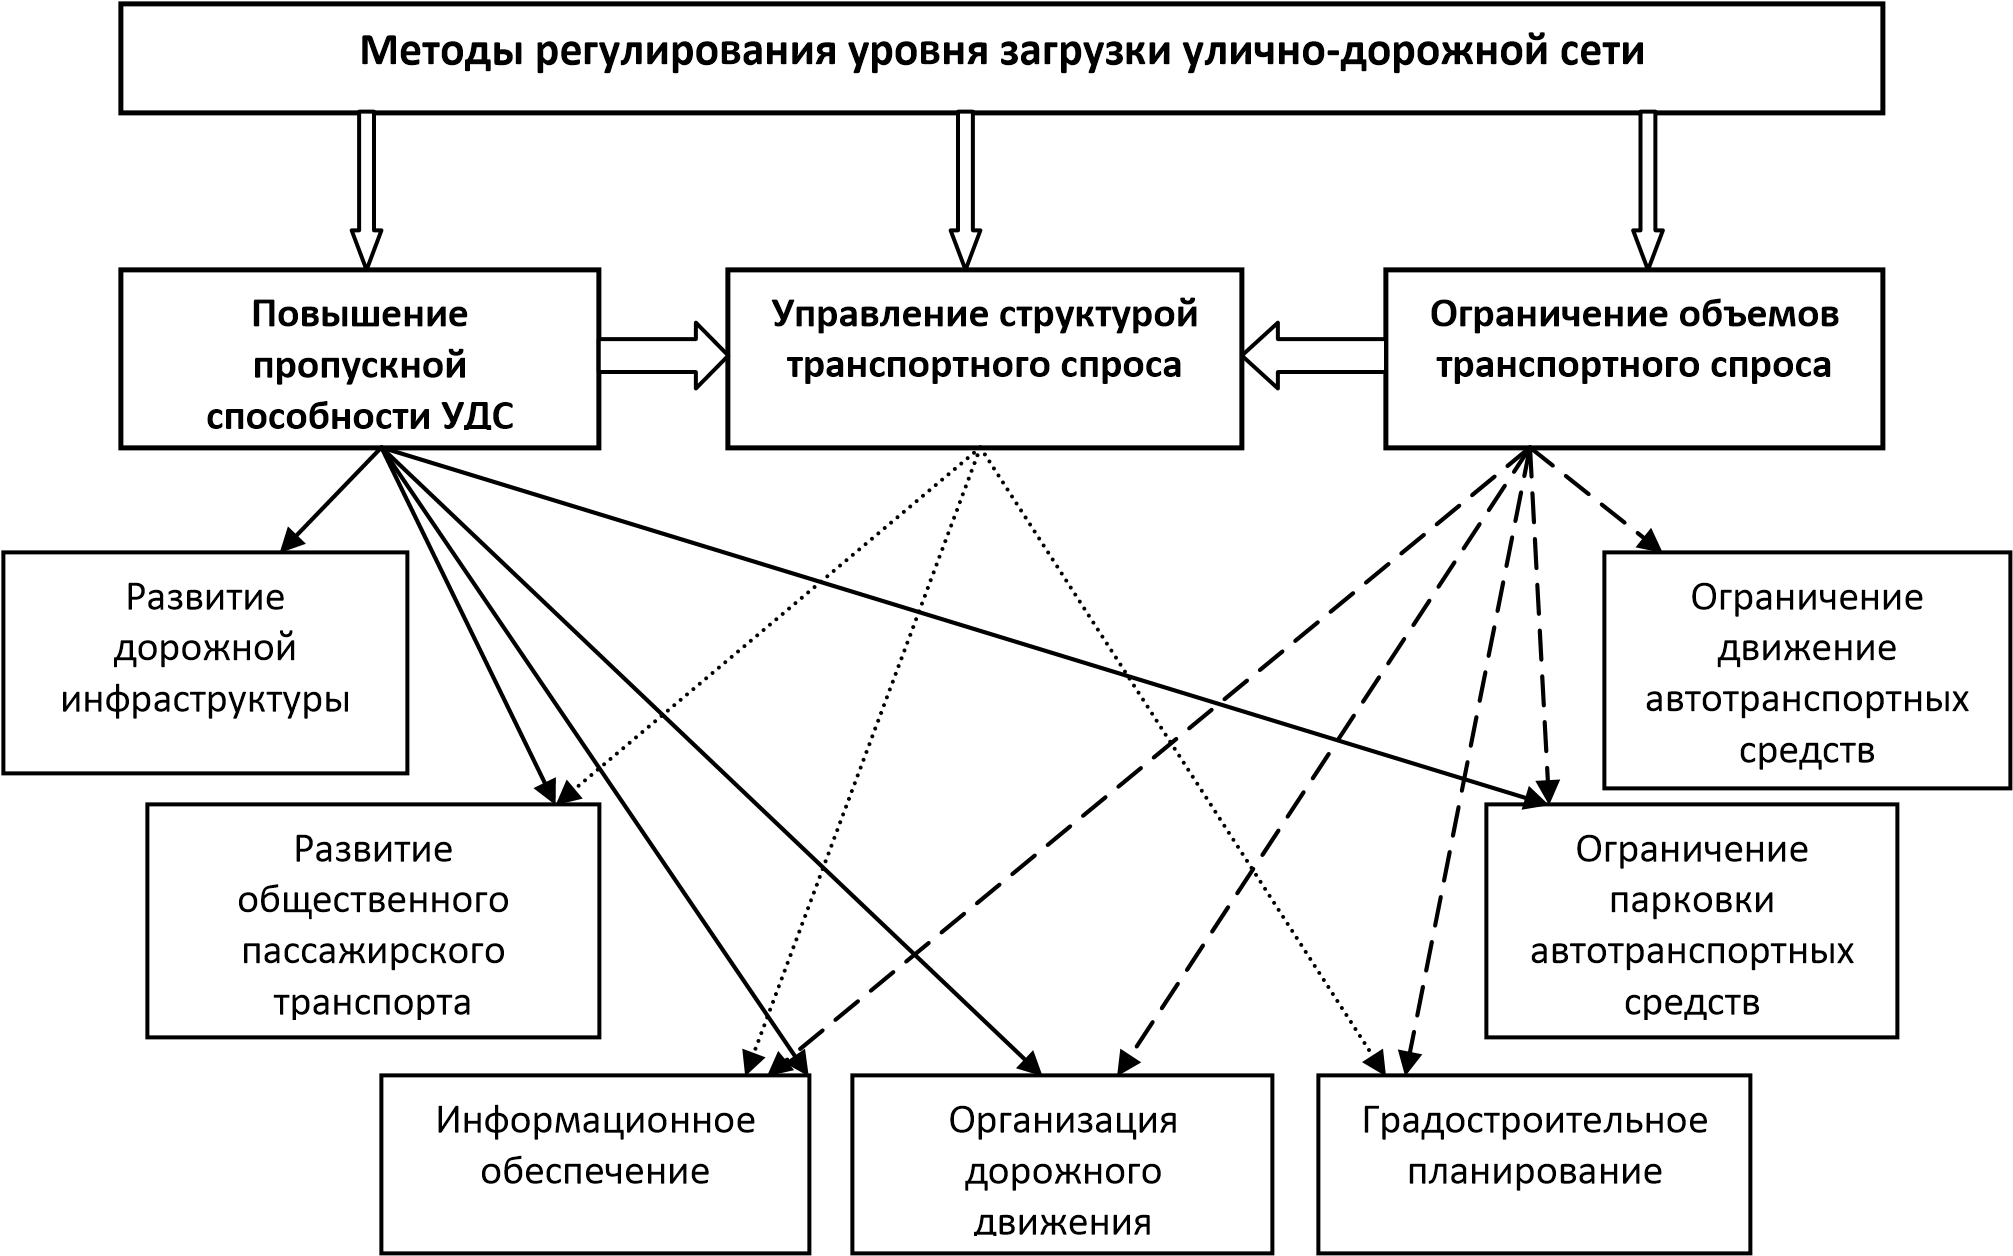 Методы регулирования уровня загрузки улично-дорожной сети
Повышение
пропускной
способности УДС
Управление структурой
транспортного спроса
Ограничение объемов
транспортного спроса
Развитие
дорожной
инфраструктуры
Ограничение
движение
автотранспортных
средств
Развитие
общественного
пассажирского
транспорта
Ограничение
парковки
автотранспортных
средств
Информационное
обеспечение
Организация
дорожного
движения
Градостроительное
планирование